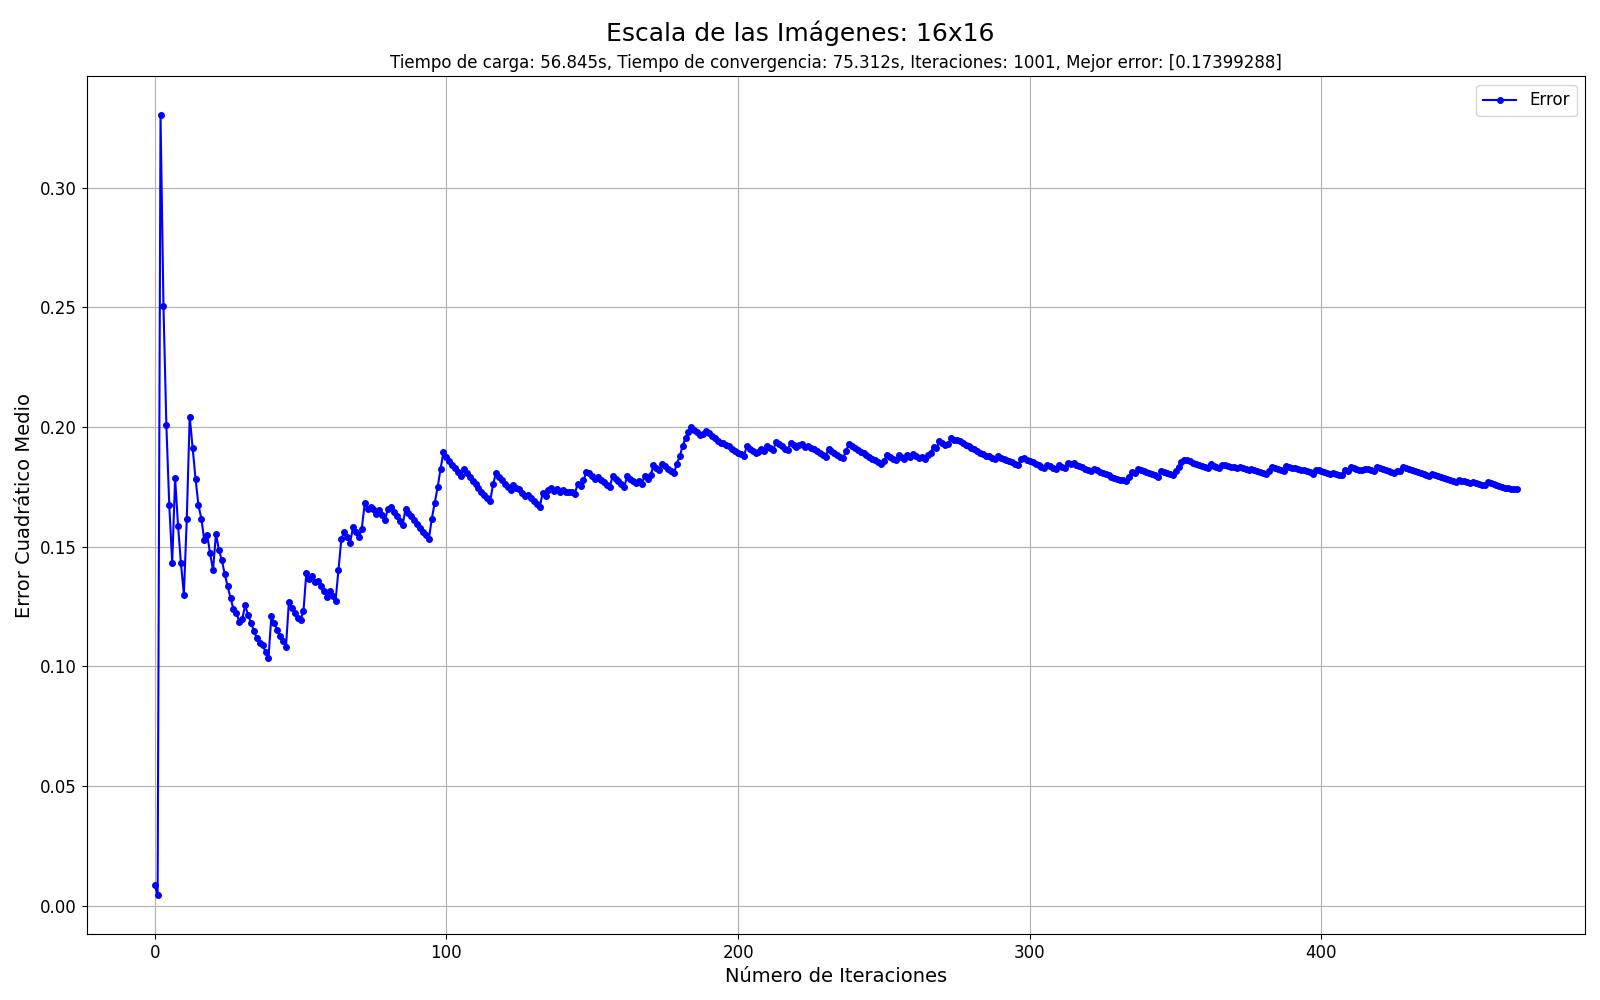 Escala de las Imágenes: 16x16
Tiempo de carga: 56.845s, Tiempo de convergencia: 75.312s, Iteraciones: 1001, Mejor error: [0.17399288]
Error
Error Cuadrático Medio
0.30
0.25
0.20
0.15
0.10
0.05
0.00
0 100 200 300 400
Número de Iteraciones